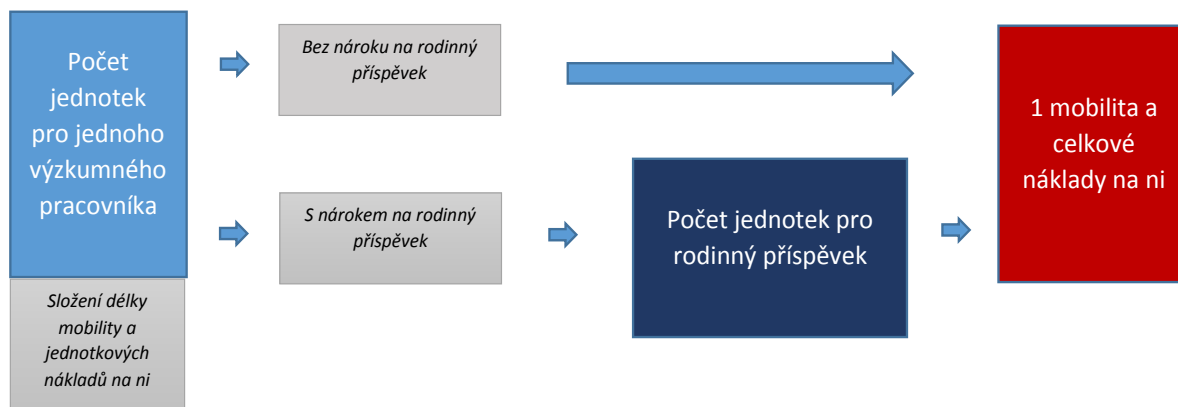 Počet
jednotek
pro jednoho
výzkumného
pracovníka
Složení délky
mobility a
jednotkových
nákladů na ni
Bez nároku na rodinný
příspěvek
S nárokem na rodinný
příspěvek
Počet jednotek pro
rodinný příspěvek
1 mobilita a
celkové
náklady na ni